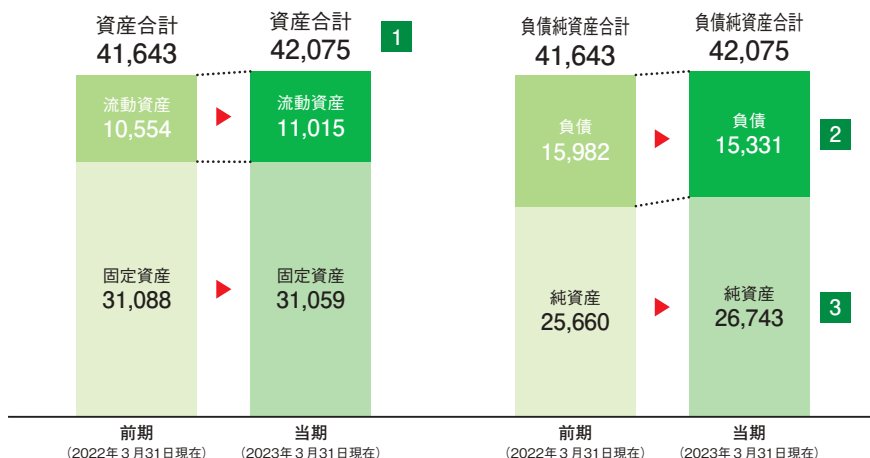 資産合計
41,643
資産合計
42,075
1
流動資産
10,554
流動資産
11,015
固定資産
31,088
固定資産
31,059
前期
(2022年3月31日現在)
当期
(2023年3月31日現在)
負債純資産合計
41,643
負債純資産合計
42,075
負債
15,982
負債
15,331
2
純資産
25,660
純資産
26,743
3
前期
(2022年3月31日現在)
当期
(2023年3月31日現在)